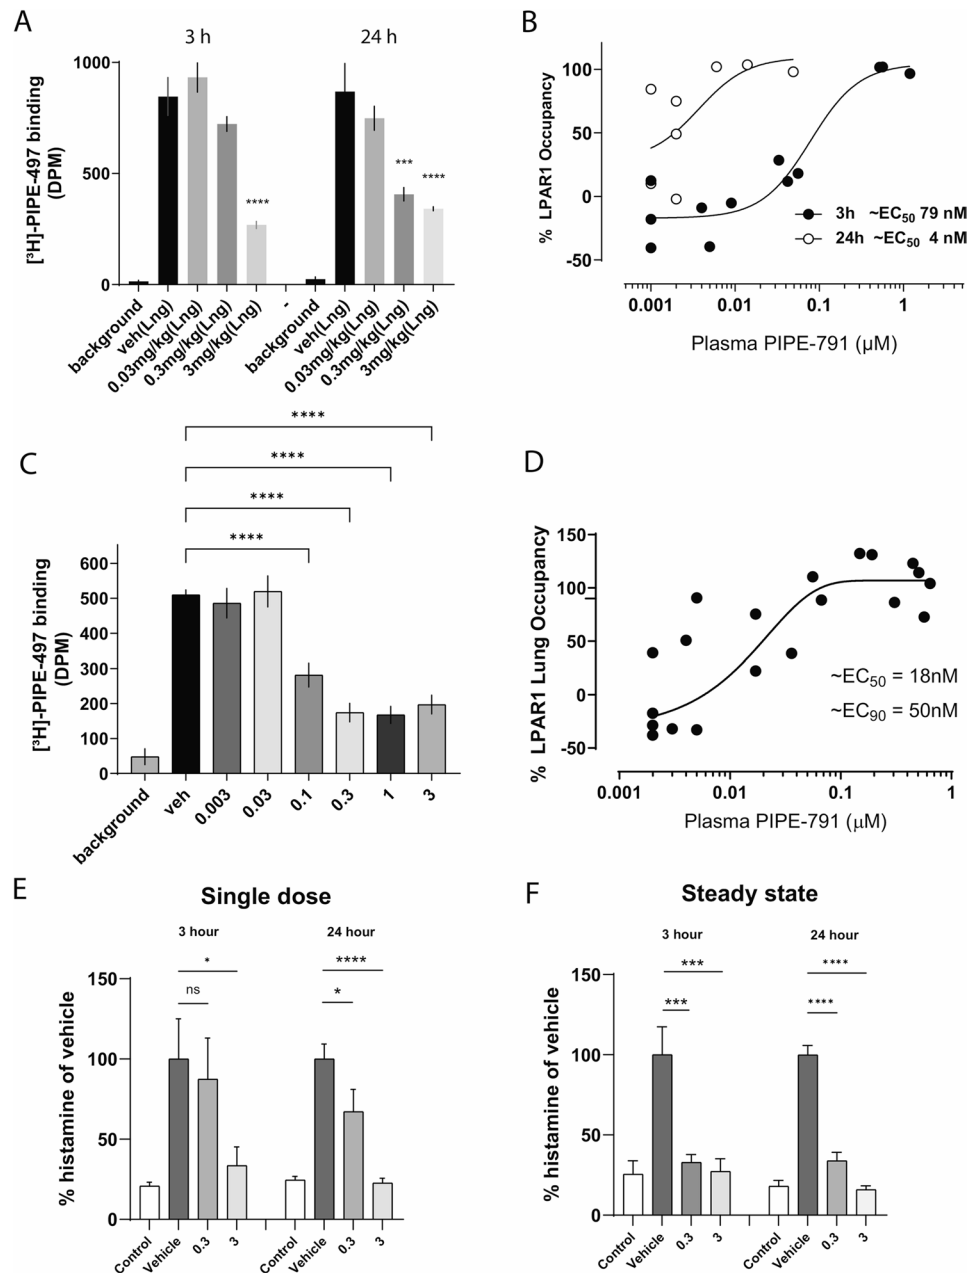 A
3 h
24 h
[³H]-PIPE-497 binding
(DPM)
1000
500
0
****
***
****
background
veh(Lng)
0.03mg/kg(Lng)
0.3mg/kg(Lng)
3mg/kg(Lng)
-
background
veh(Lng)
0.03mg/kg(Lng)
0.3mg/kg(Lng)
3mg/kg(Lng)
B
% LPAR1 Occupancy
100
50
0
-50
3h ~EC₅₀ 79 nM
24h ~EC₅₀ 4 nM
0.001
0.01
0.1
1
Plasma PIPE-791 (µM)
C
****
****
****
****
[³H]-PIPE-497 binding
(DPM)
600
500
400
300
200
100
0
background
veh
0.003
0.03
0.1
0.3
1
3
D
% LPAR1 Lung Occupancy
150
100
50
0
-50
~EC₅₀ = 18nM
~EC₉₀ = 50nM
0.001
0.01
0.1
1
Plasma PIPE-791 (µM)
E
Single dose
3 hour
24 hour
*
ns
****
*
% histamine of vehicle
150
100
50
0
Control
Vehicle
0.3
3
Control
Vehicle
0.3
3
F
Steady state
3 hour
24 hour
***
***
****
****
% histamine of vehicle
150
100
50
0
Control
Vehicle
0.3
3
Control
Vehicle
0.3
3